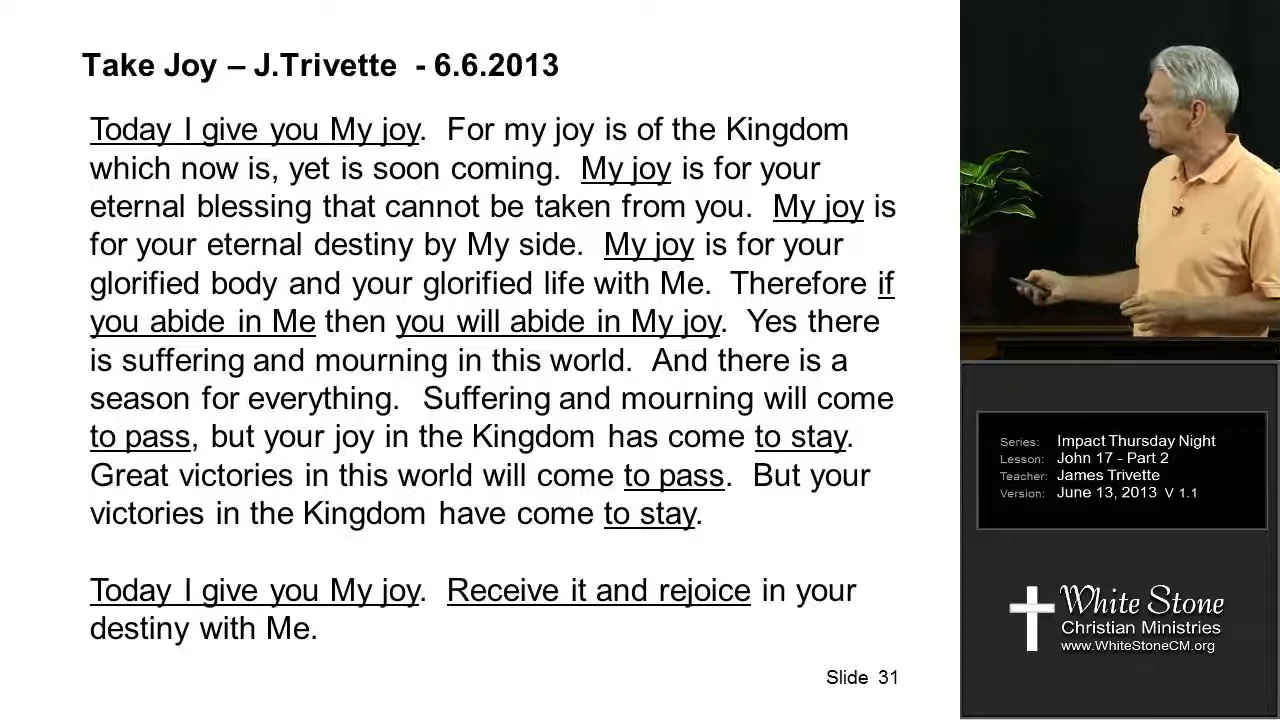 Take Joy – J.Trivette - 6.6.2013
Today I give you My joy. For my joy is of the Kingdom
which now is, yet is soon coming. My joy is for your
eternal blessing that cannot be taken from you. My joy is
for your eternal destiny by My side. My joy is for your
glorified body and your glorified life with Me. Therefore if
you abide in Me then you will abide in My joy. Yes there
is suffering and mourning in this world. And there is a
season for everything. Suffering and mourning will come
to pass, but your joy in the Kingdom has come to stay.
Great victories in this world will come to pass. But your
victories in the Kingdom have come to stay.
Today I give you My joy. Receive it and rejoice in your
destiny with Me.
Slide 31
Series: Impact Thursday Night
Lesson: John 17 - Part 2
Teacher: James Trivette
Version: June 13, 2013 V 1.1
White Stone
Christian Ministries
www.WhiteStoneCM.org